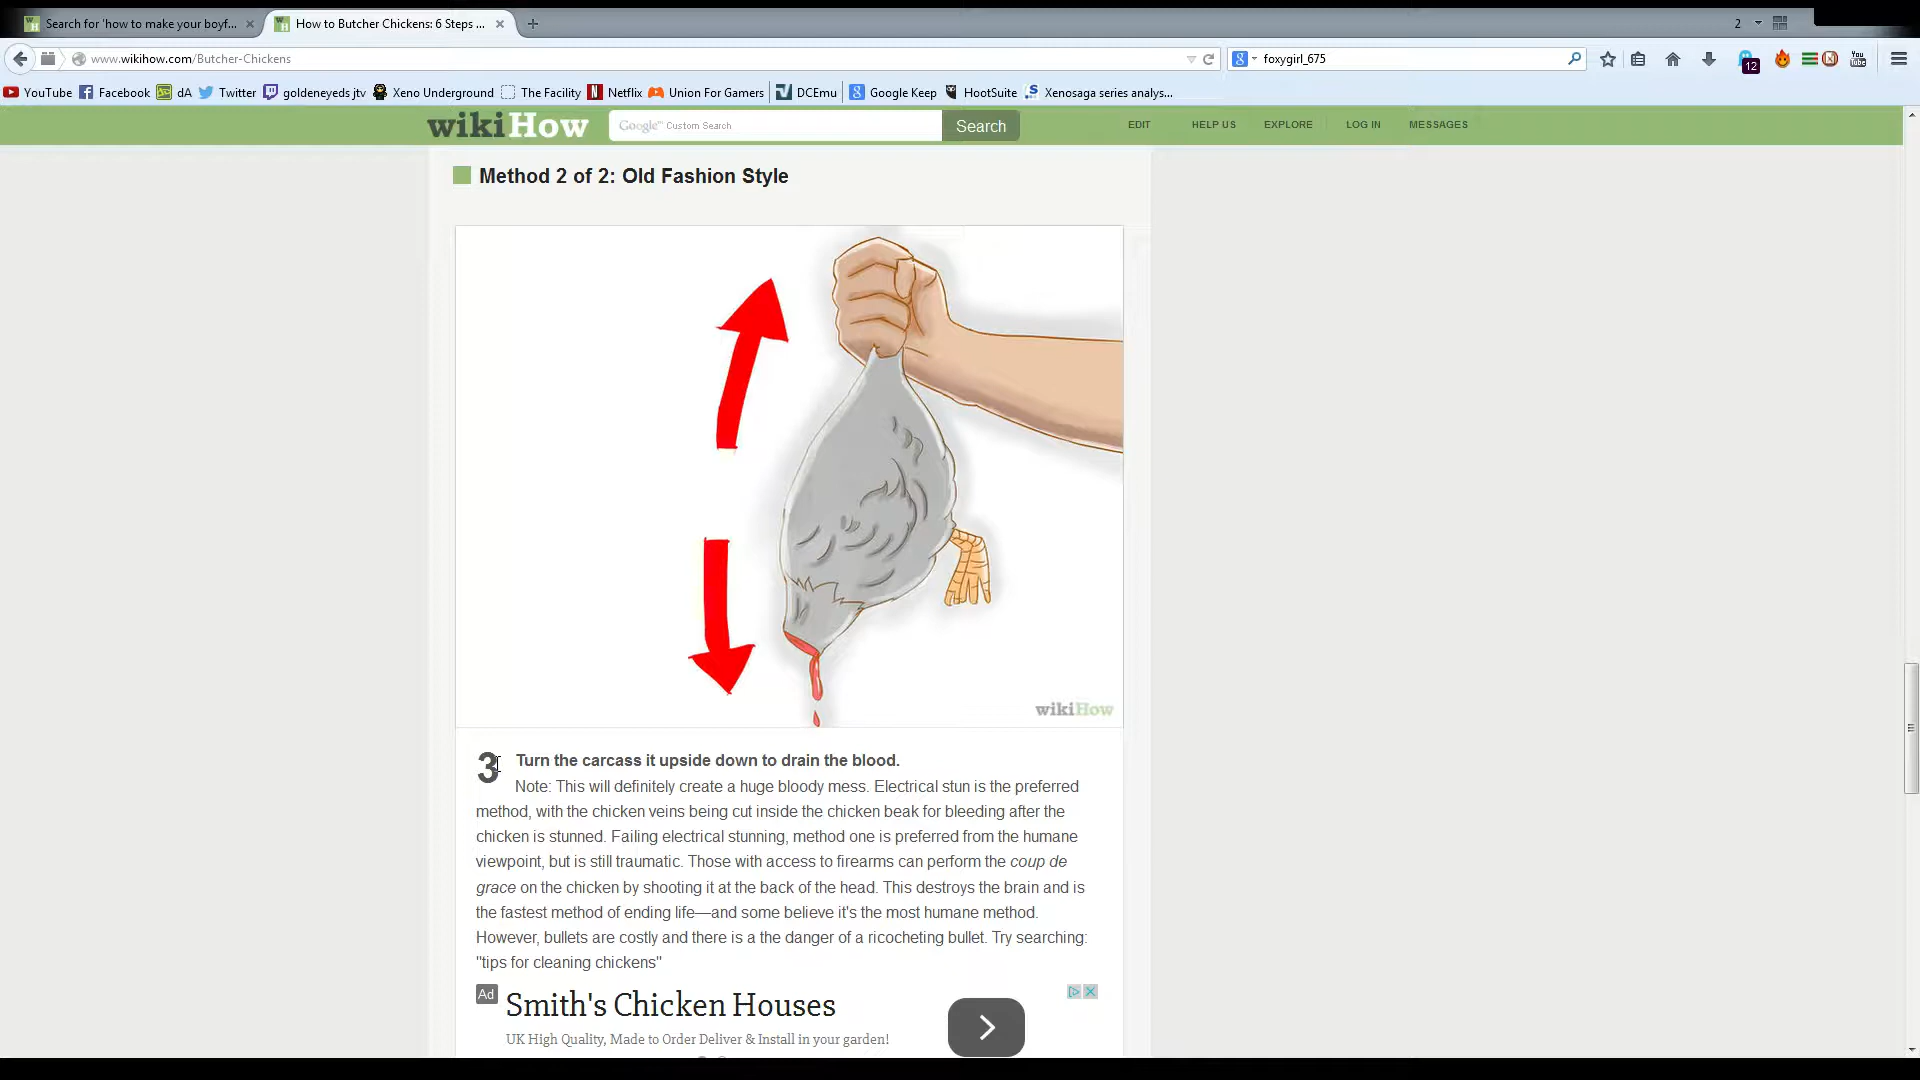 Search for 'how to make your boyf...
How to Butcher Chickens: 6 Steps ...
2
www.wikihow.com/Butcher-Chickens
foxygirl_675
12
YouTube Facebook dA Twitter goldeneyeds jtv Xeno Underground The Facility Netflix Union For Gamers DCEmu Google Keep HootSuite Xenosaga series analys...
wikiHow Google™ Custom Search Search EDIT HELP US EXPLORE LOG IN MESSAGES
Method 2 of 2: Old Fashion Style
wikiHow
3 Turn the carcass it upside down to drain the blood.
Note: This will definitely create a huge bloody mess. Electrical stun is the preferred
method, with the chicken veins being cut inside the chicken beak for bleeding after the
chicken is stunned. Failing electrical stunning, method one is preferred from the humane
viewpoint, but is still traumatic. Those with access to firearms can perform the coup de
grace on the chicken by shooting it at the back of the head. This destroys the brain and is
the fastest method of ending life—and some believe it's the most humane method.
However, bullets are costly and there is a the danger of a ricocheting bullet. Try searching:
"tips for cleaning chickens"
Ad
Smith's Chicken Houses
UK High Quality, Made to Order Deliver & Install in your garden!